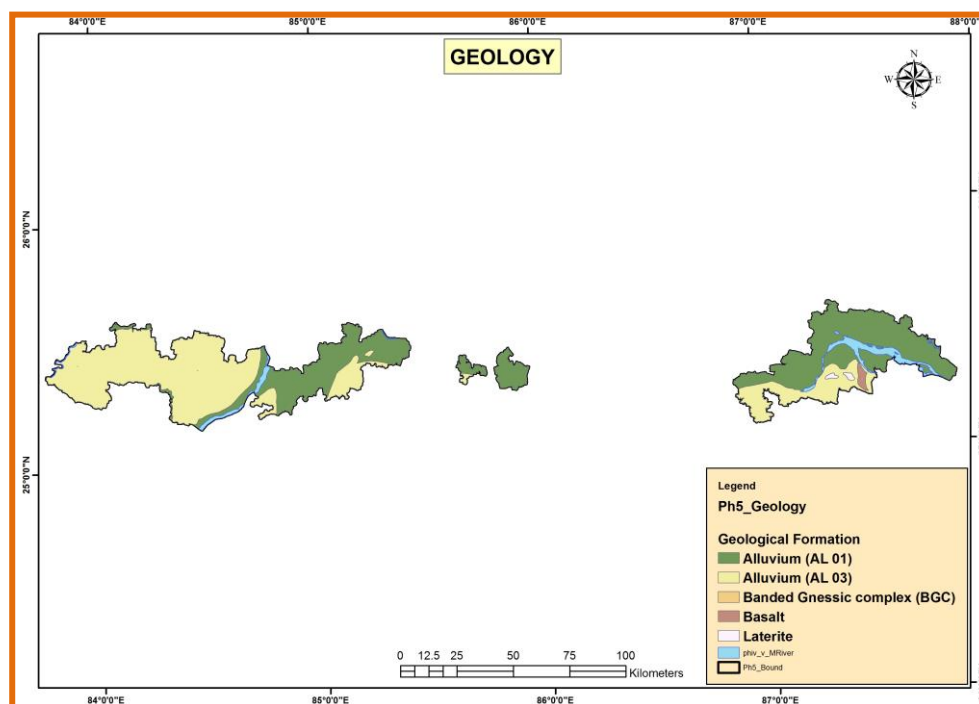 84°0'0"E 85°0'0"E 86°0'0"E 87°0'0"E 88°0'0"E
GEOLOGY
N
W E
S
26°0'0"N
25°0'0"N
Legend
Ph5_Geology
Geological Formation
Alluvium (AL 01)
Alluvium (AL 03)
Banded Gnessic complex (BGC)
Basalt
Laterite
phiv_v_MRiver
Ph5_Bound
0 12.5 25 50 75 100
Kilometers
84°0'0"E 85°0'0"E 86°0'0"E 87°0'0"E